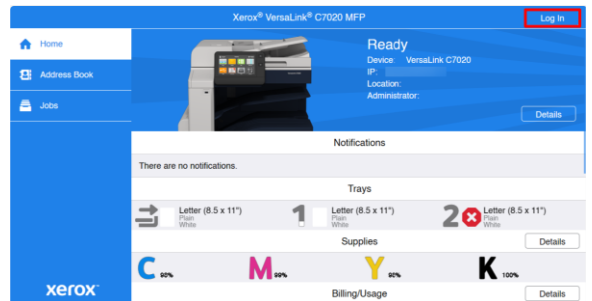 Xerox® VersaLink® C7020 MFP
Log In
Home
Address Book
Jobs
Ready
Device: VersaLink C7020
IP:
Location:
Administrator:
Details
Notifications
There are no notifications.
Trays
Letter (8.5 x 11")
Plain
White
1
Letter (8.5 x 11")
Plain
White
2
Letter (8.5 x 11")
Plain
White
Supplies
Details
C
M
Y
K 100%
Billing/Usage
Details
xerox™